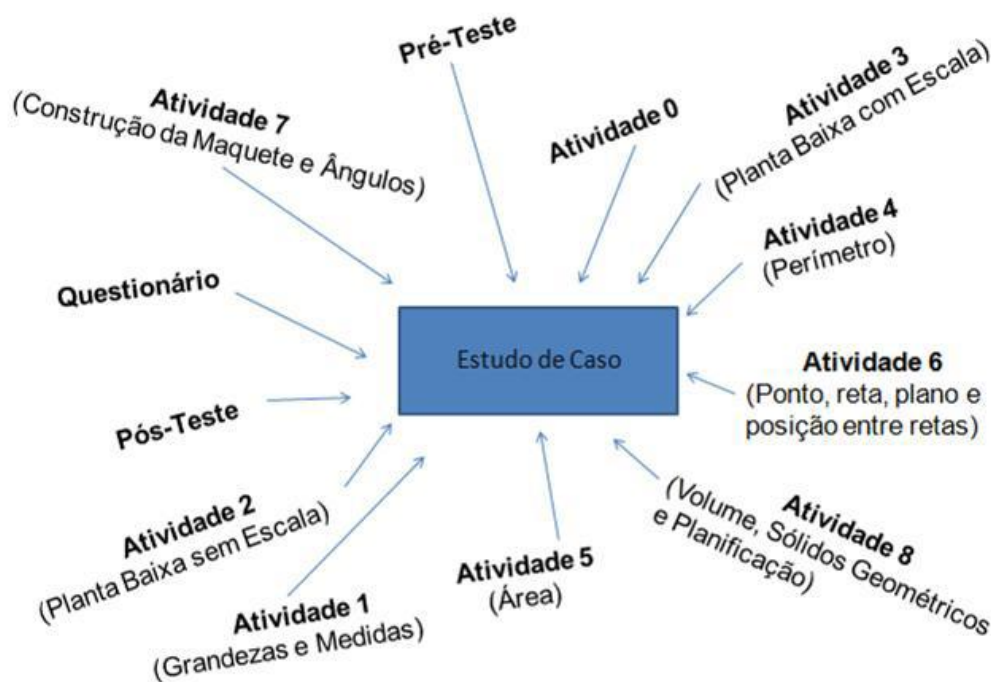 Pré-Teste
Atividade 0
Atividade 3
(Planta Baixa com Escala)
Atividade 4
(Perímetro)
Atividade 6
(Ponto, reta, plano e
posição entre retas)
Atividade 8
(Volume, Sólidos Geométricos
e Planificação)
Atividade 5
(Área)
Atividade 1
(Grandezas e Medidas)
Atividade 2
(Planta Baixa sem Escala)
Pós-Teste
Questionário
Atividade 7
(Construção da Maquete e Ângulos)
Estudo de Caso